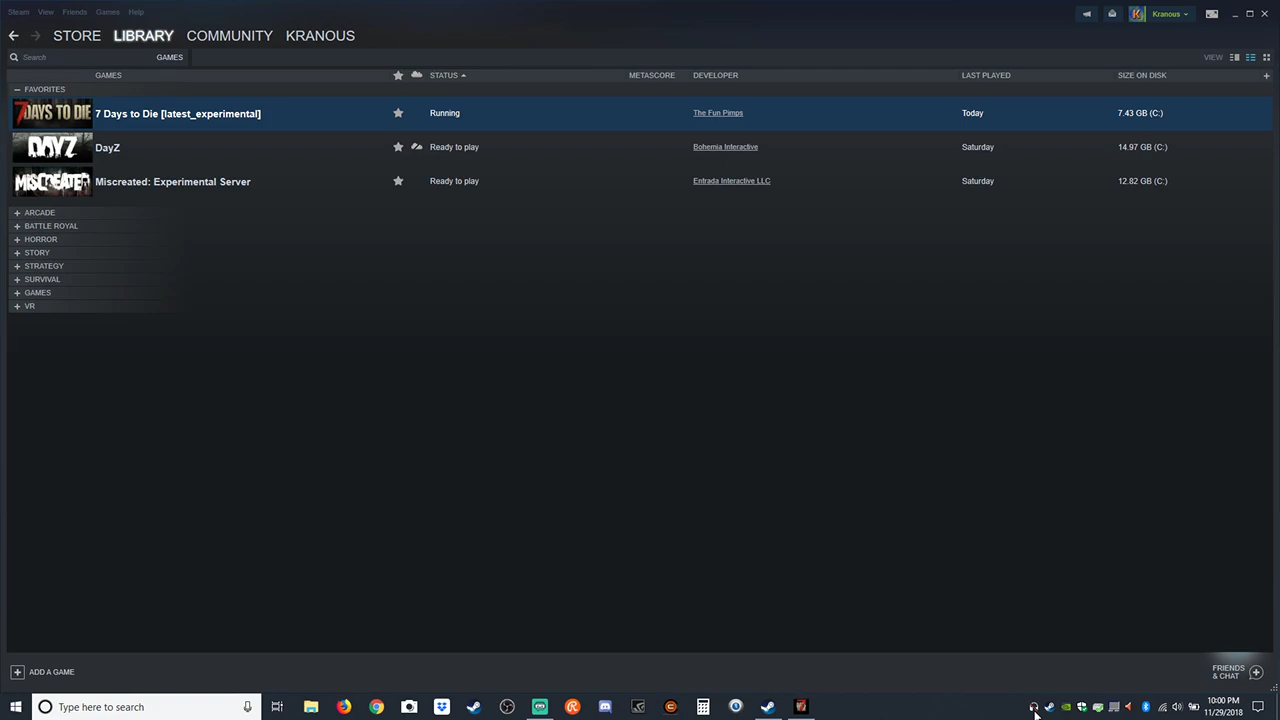 Steam View Friends Games Help
Kranous
STORE LIBRARY COMMUNITY KRANOUS
Search GAMES VIEW
GAMES STATUS METASCORE DEVELOPER LAST PLAYED SIZE ON DISK
FAVORITES
7 DAYS TO DIE 7 Days to Die [latest_experimental] Running The Fun Pimps Today 7.43 GB (C:)
DAYZ DayZ Ready to play Bohemia Interactive Saturday 14.97 GB (C:)
MISCREATED Miscreated: Experimental Server Ready to play Entrada Interactive LLC Saturday 12.82 GB (C:)
ARCADE
BATTLE ROYAL
HORROR
STORY
STRATEGY
SURVIVAL
GAMES
VR
ADD A GAME
FRIENDS
& CHAT
Type here to search
10:00 PM
11/29/2018